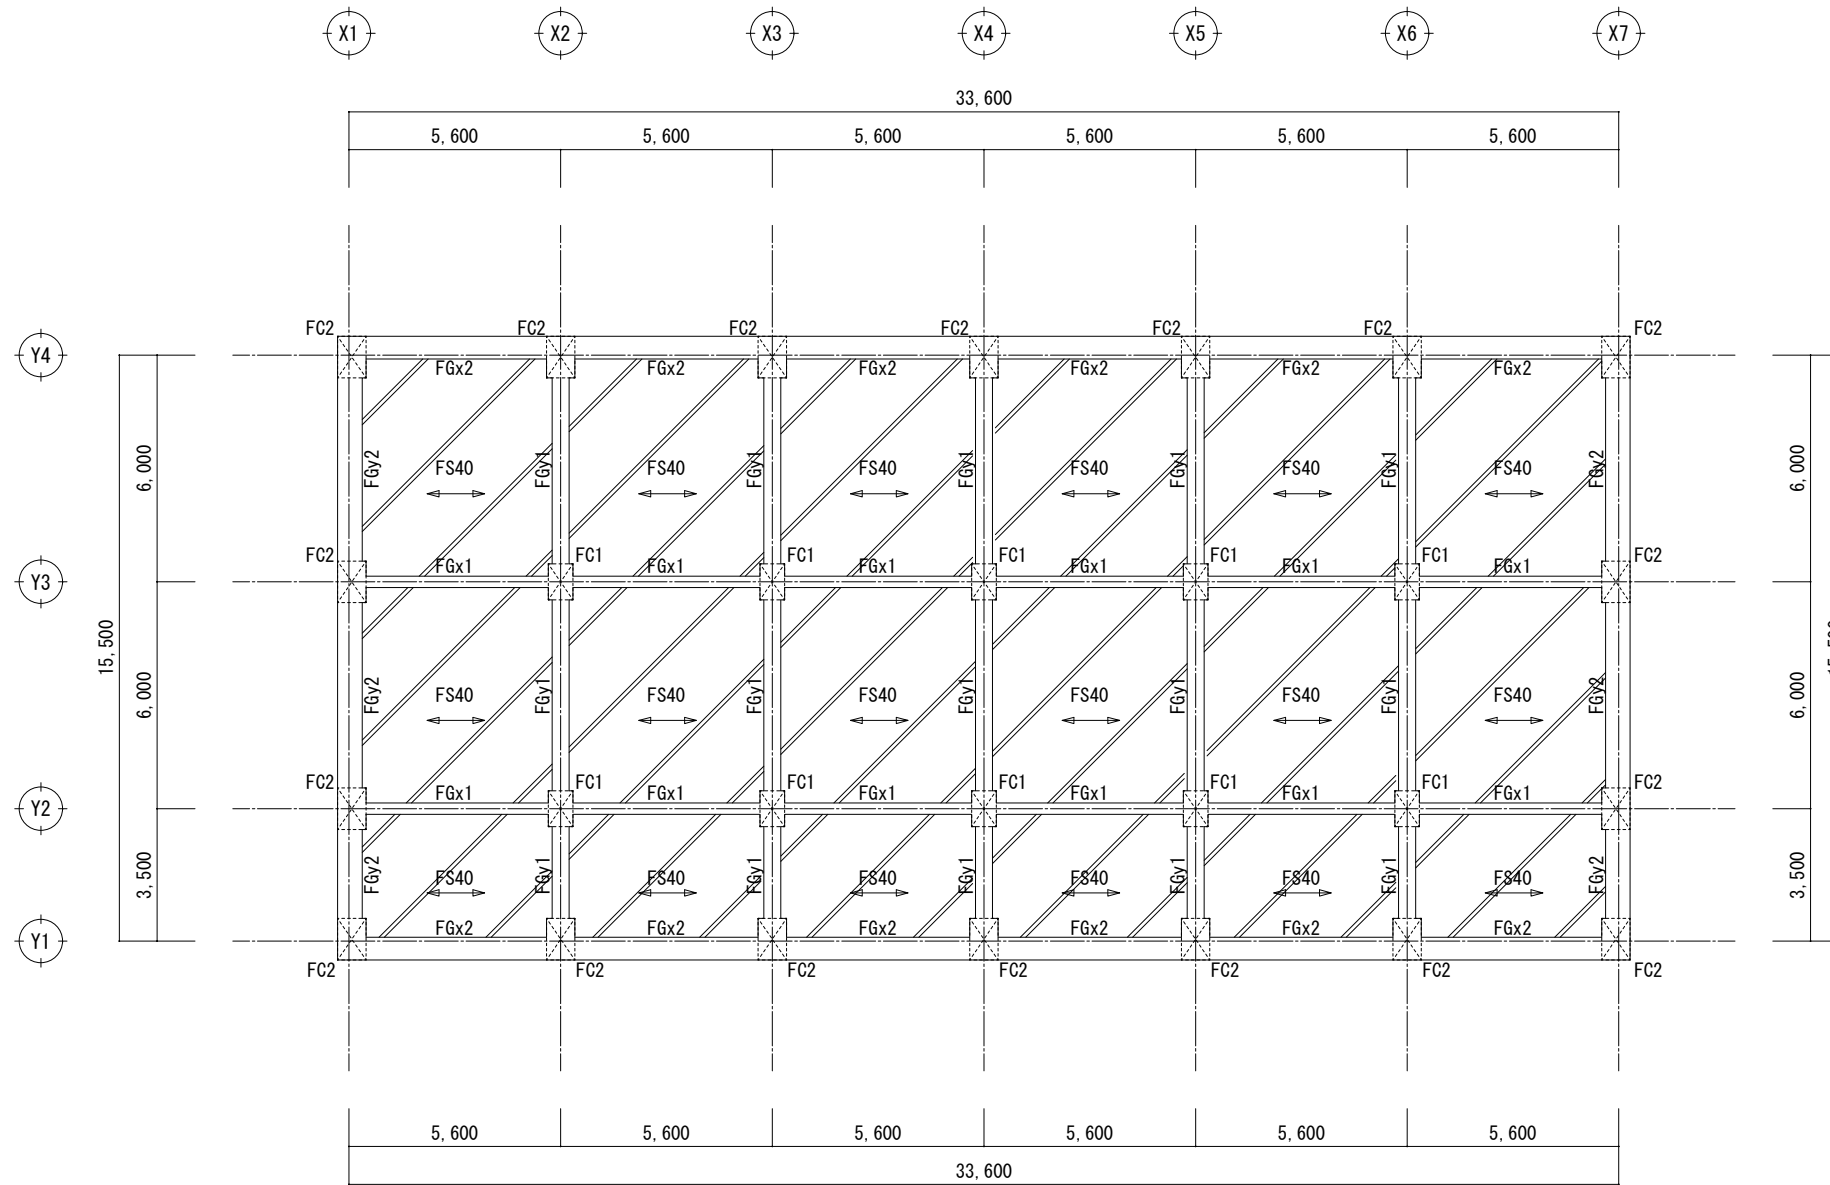 X1 X2 X3 X4 X5 X6 X7
33,600
5,600 5,600 5,600 5,600 5,600 5,600
FC2 FC2 FC2 FC2 FC2 FC2 FC2
Y4
FGx2 FGx2 FGx2 FGx2 FGx2 FGx2
6,000 FGy2 FS40 FGy1 FS40 FGy1 FS40 FGy1 FS40 FGy1 FS40 FGy1 FS40 FGy2 6,000
FC2 FC1 FC1 FC1 FC1 FC1 FC2
FGx1 FGx1 FGx1 FGx1 FGx1 FGx1
Y3
15,500
6,000 FGy2 FS40 FGy1 FS40 FGy1 FS40 FGy1 FS40 FGy1 FS40 FGy1 FS40 FGy2 6,000
FC2 FC1 FC1 FC1 FC1 FC1 FC2
FGx1 FGx1 FGx1 FGx1 FGx1 FGx1
Y2
3,500 FGy2 FS40 FGy1 FS40 FGy1 FS40 FGy1 FS40 FGy1 FS40 FGy1 FS40 FGy2 3,500
FGx2 FGx2 FGx2 FGx2 FGx2 FGx2
Y1
FC2 FC2 FC2 FC2 FC2 FC2 FC2
5,600 5,600 5,600 5,600 5,600 5,600
33,600